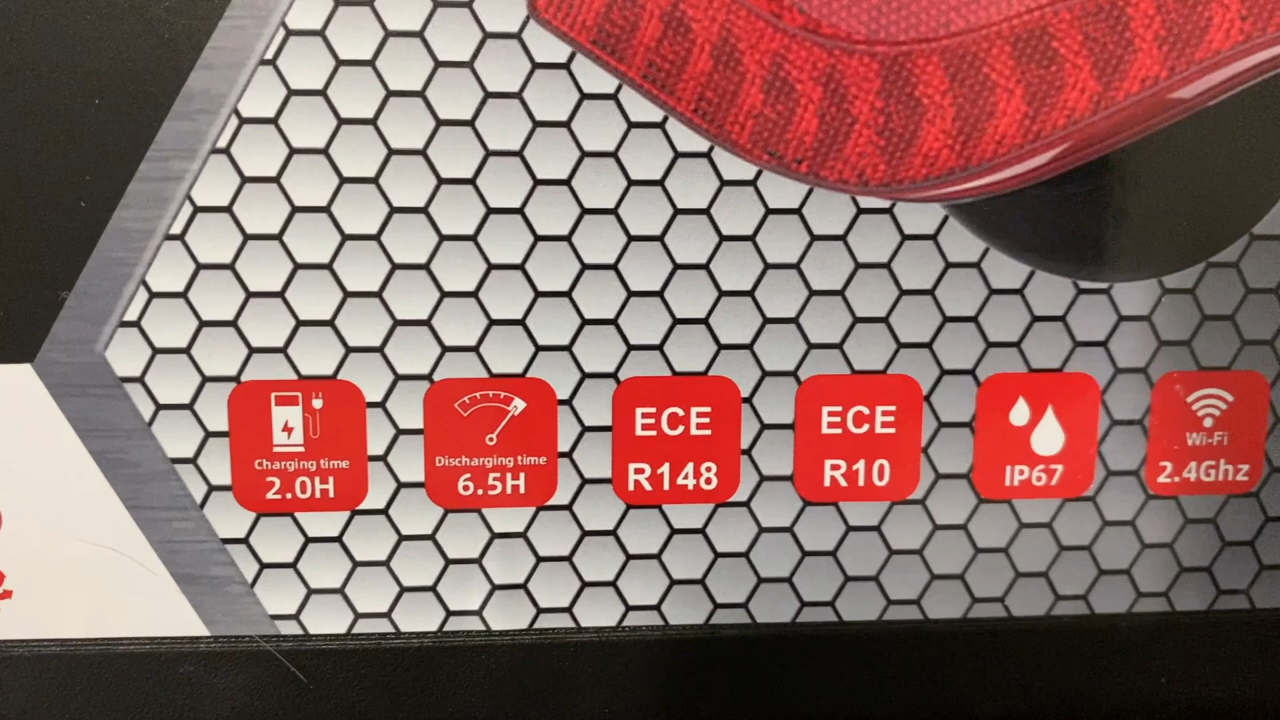 Charging time
2.0H
Discharging time
6.5H
ECE
R148
ECE
R10
IP67
Wi-Fi
2.4Ghz